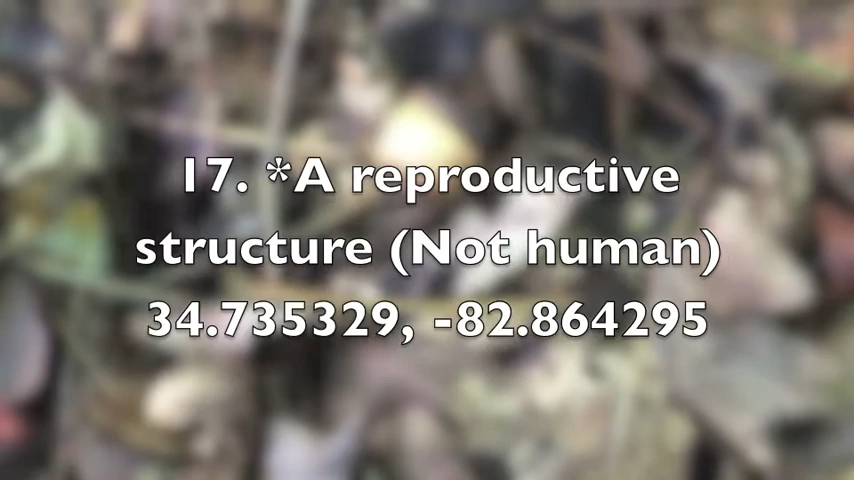 17. *A reproductive
structure (Not human)
34.735329, -82.864295